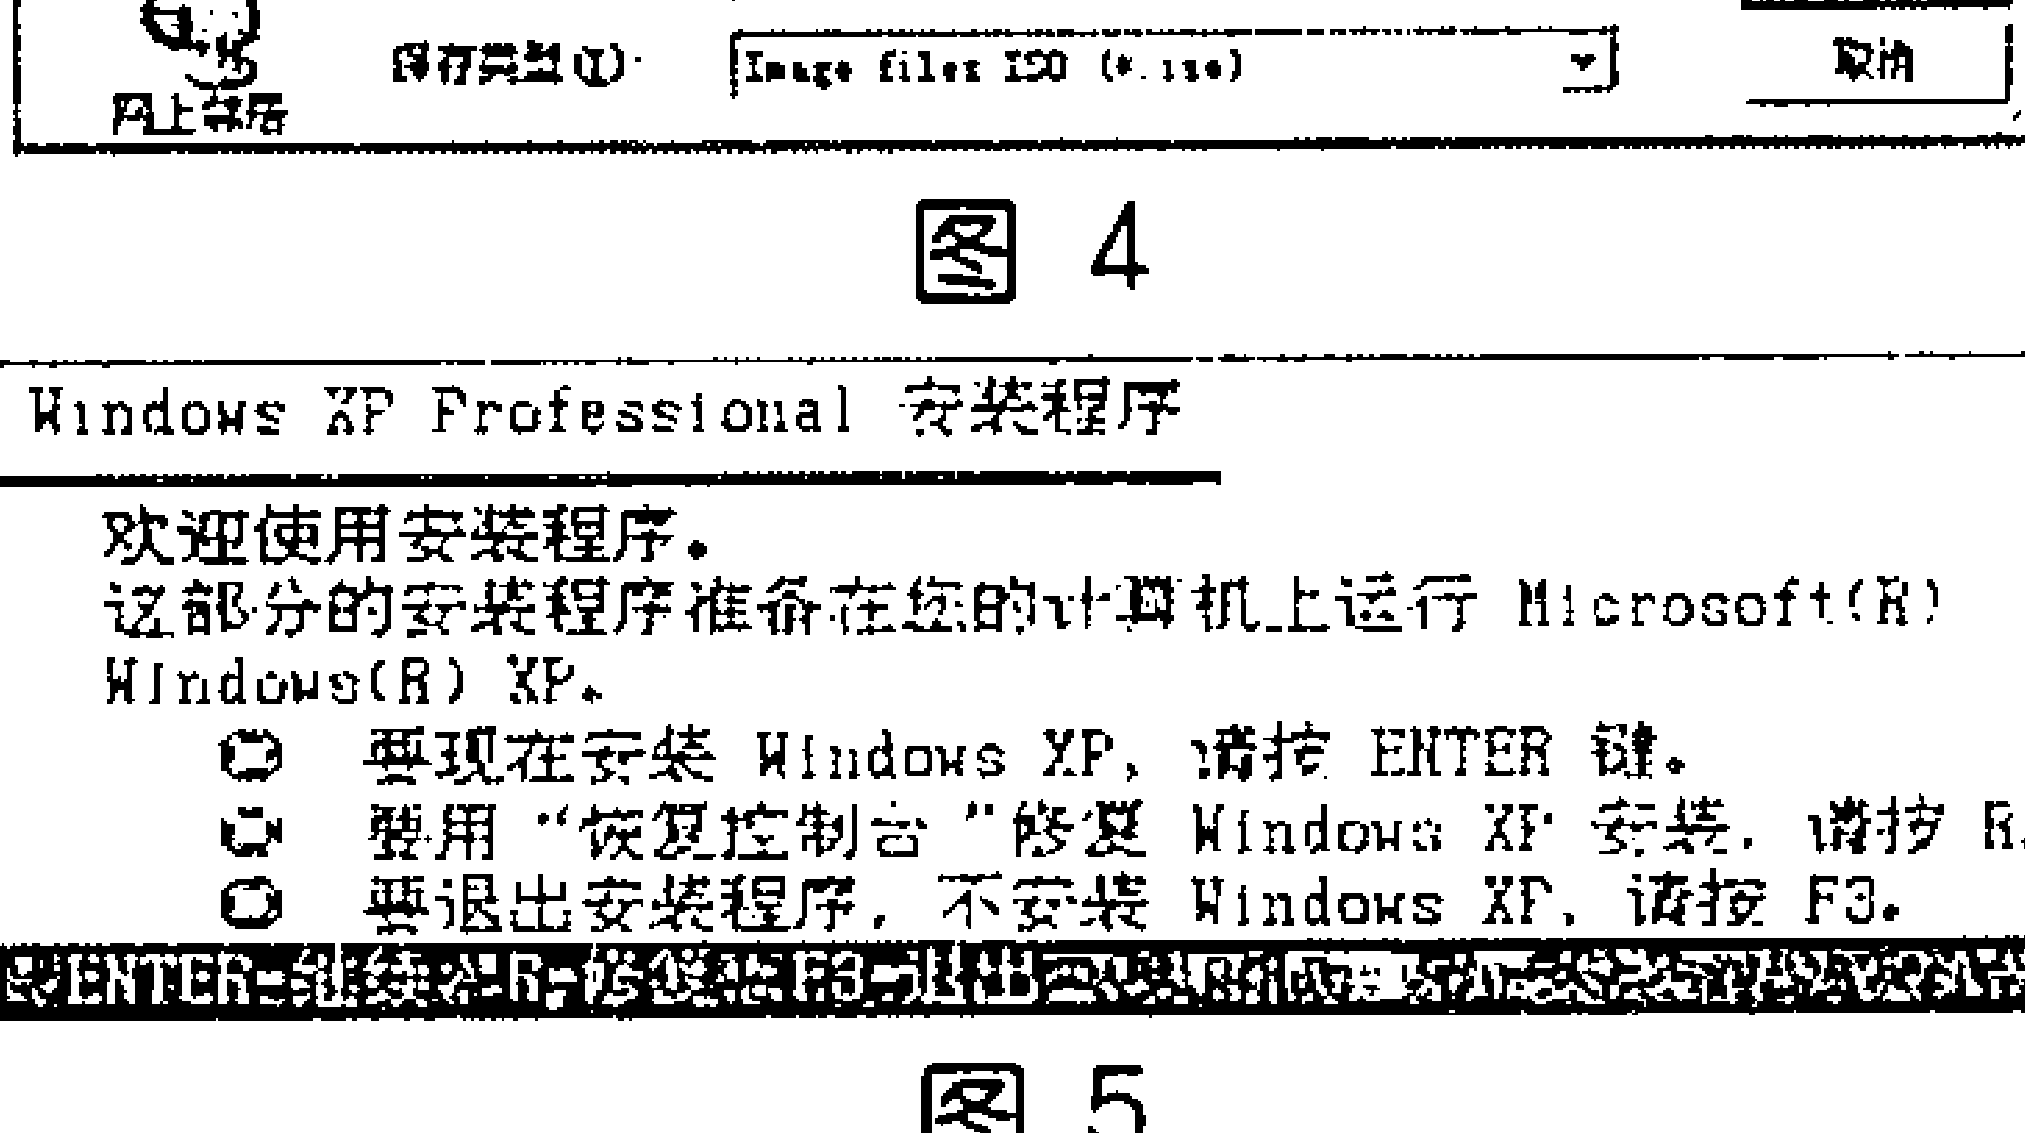 保存类型(T): Image files ISO (*.iso) 取消
网上邻居
图 4
Windows XP Professional 安装程序
欢迎使用安装程序。
这部分的安装程序准备在您的计算机上运行 Microsoft(R)
Windows(R) XP。
要现在安装 Windows XP，请按 ENTER 键。
要用“恢复控制台”修复 Windows XP 安装，请按 R。
要退出安装程序，不安装 Windows XP，请按 F3。
ENTER=继续 R=修复 F3=退出
图 5